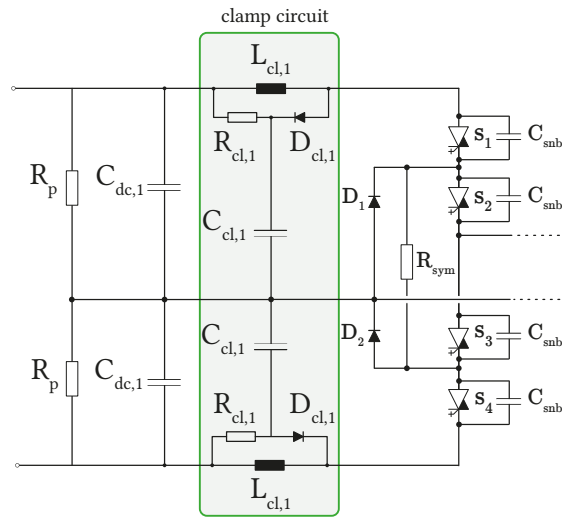 clamp circuit
L_cl,1
R_cl,1 D_cl,1
S_1 C_snb
R_p C_dc,1 C_cl,1 D_1 S_2 C_snb
R_sym
R_p C_dc,1 C_cl,1 D_2 S_3 C_snb
R_cl,1 D_cl,1 S_4 C_snb
L_cl,1